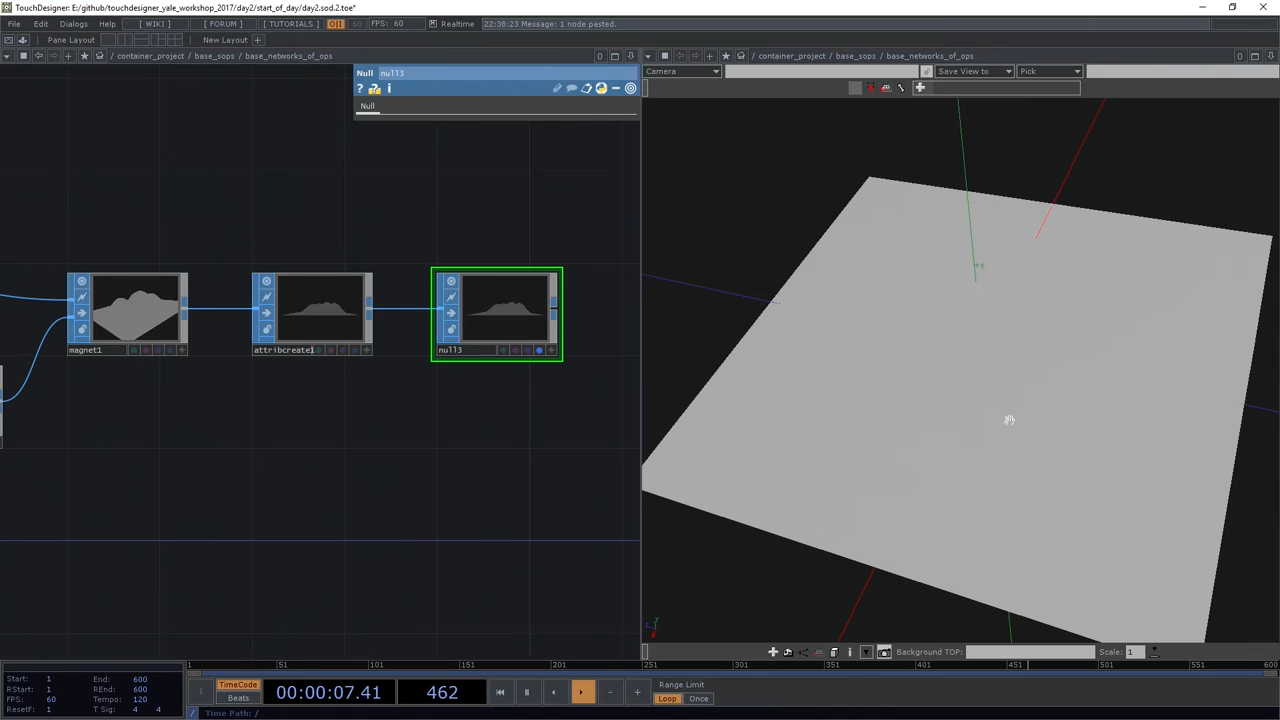 TouchDesigner: E:/github/touchdesigner_yale_workshop_2017/day2/start_of_day/day2.sod.2.toe*
File Edit Dialogs Help [ WIKI ] [ FORUM ] [ TUTORIALS ] O|I 60 FPS: 60 Realtime 22:38:23 Message: 1 node pasted.
Pane Layout New Layout +
/ container_project / base_sops / base_networks_of_ops 0
/ container_project / base_sops / base_networks_of_ops 0
Null null3
Camera Save View to Pick
? ? i
Null
magnet1
attribcreate1
null3
Background TOP: Scale: 1
1 51 101 151 201 251 301 351 401 451 501 551 600
Start: 1 End: 600
RStart: 1 REnd: 600
FPS: 60 Tempo: 120
ResetF: 1 T Sig: 4 4
TimeCode
Beats
00:00:07.41
462
Range Limit
Loop Once
/ Time Path: /